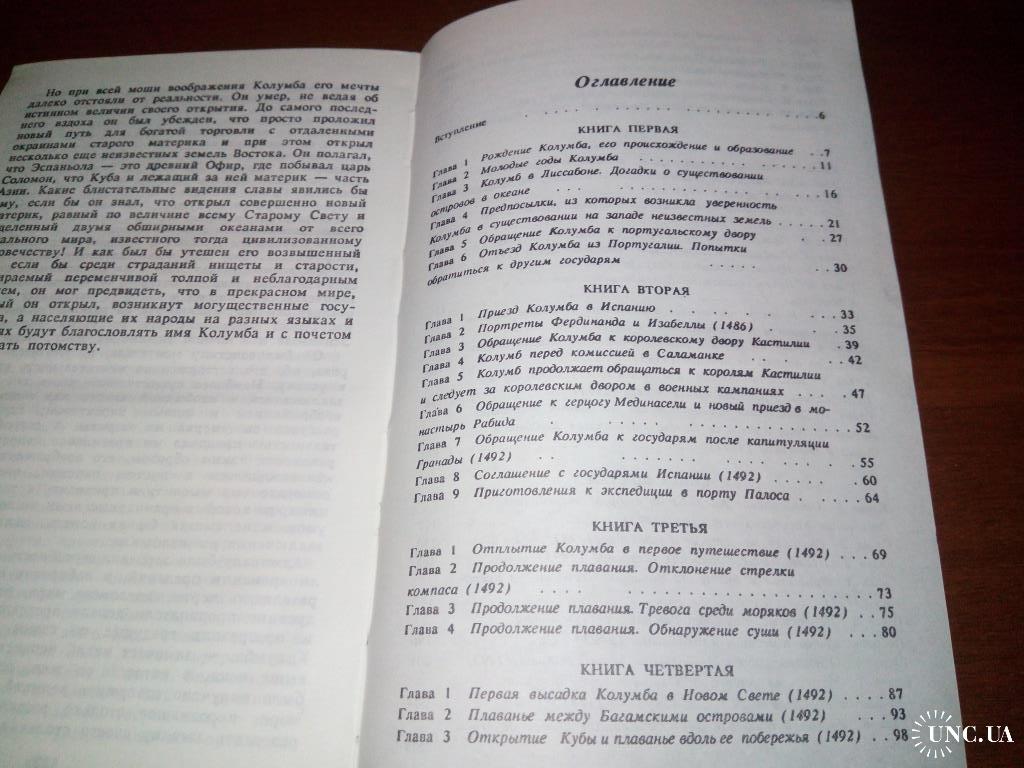 Но при всей мощи воображения Колумба его мечты
далеко отстояли от реальности. Он умер, не ведая об
истинном величии своего открытия. До самого послед-
него вздоха он был убежден, что просто проложил
новый путь для богатой торговли с отдаленными
окраинами старого материка и при этом открыл
несколько еще неизвестных земель Востока. Он полагал,
что Эспаньола — это древний Офир, где побывал царь
Соломон, что Куба и лежащий за ней материк — часть
Азии. Какие блистательные видения славы явились бы
ему, если бы он знал, что открыл совершенно новый
материк, равный по величине всему Старому Свету и
деленный двумя обширными океанами от всего
ального мира, известного тогда цивилизованному
овечеству! И как был бы утешен его возвышенный
если бы среди страданий нищеты и старости,
ираемый переменчивой толпой и неблагодарным
ем, он мог предвидеть, что в прекрасном мире,
ый он открыл, возникнут могущественные госу-
а, а населяющие их народы на разных языках и
ях будут благословлять имя Колумба и с почетом
ать потомству.
Оглавление
Вступление . . . . . . . . . . . . 6
КНИГА ПЕРВАЯ
Глава 1 Рождение Колумба, его происхождение и образование . . 7
Глава 2 Молодые годы Колумба . . . . . . . . 11
Глава 3 Колумб в Лиссабоне. Догадки о существовании
островов в океане . . . . . . . . 16
Глава 4 Предпосылки, из которых возникла уверенность
Колумба в существовании на западе неизвестных земель . . . . . 21
Глава 5 Обращение Колумба к португальскому двору . . 27
Глава 6 Отъезд Колумба из Португалии. Попытки
обратиться к другим государям . . . . . . . 30
КНИГА ВТОРАЯ
Глава 1 Приезд Колумба в Испанию . . . . . . 33
Глава 2 Портреты Фердинанда и Изабеллы (1486) . . . 35
Глава 3 Обращение Колумба к королевскому двору Кастилии . 39
Глава 4 Колумб перед комиссией в Саламанке . . . . 42
Глава 5 Колумб продолжает обращаться к королям Кастилии
и следует за королевским двором в военных кампаниях . . . . 47
Глава 6 Обращение к герцогу Мединасели и новый приезд в мо-
настырь Рабида . . . . . . . . . . 52
Глава 7 Обращение Колумба к государям после капитуляции
Гранады (1492) . . . . . . . . . . 55
Глава 8 Соглашение с государями Испании (1492) . . . . . 60
Глава 9 Приготовления к экспедиции в порту Палоса . . . . . 64
КНИГА ТРЕТЬЯ
Глава 1 Отплытие Колумба в первое путешествие (1492) . . . 69
Глава 2 Продолжение плавания. Отклонение стрелки
компаса (1492) . . . . . . . . . . 73
Глава 3 Продолжение плавания. Тревога среди моряков (1492) . . 75
Глава 4 Продолжение плавания. Обнаружение суши (1492) . . . 80
КНИГА ЧЕТВЕРТАЯ
Глава 1 Первая высадка Колумба в Новом Свете (1492) . . . . 87
Глава 2 Плаванье между Багамскими островами (1492) . . . 93
Глава 3 Открытие Кубы и плаванье вдоль ее побережья (1492) . . . 98
UNC.UA